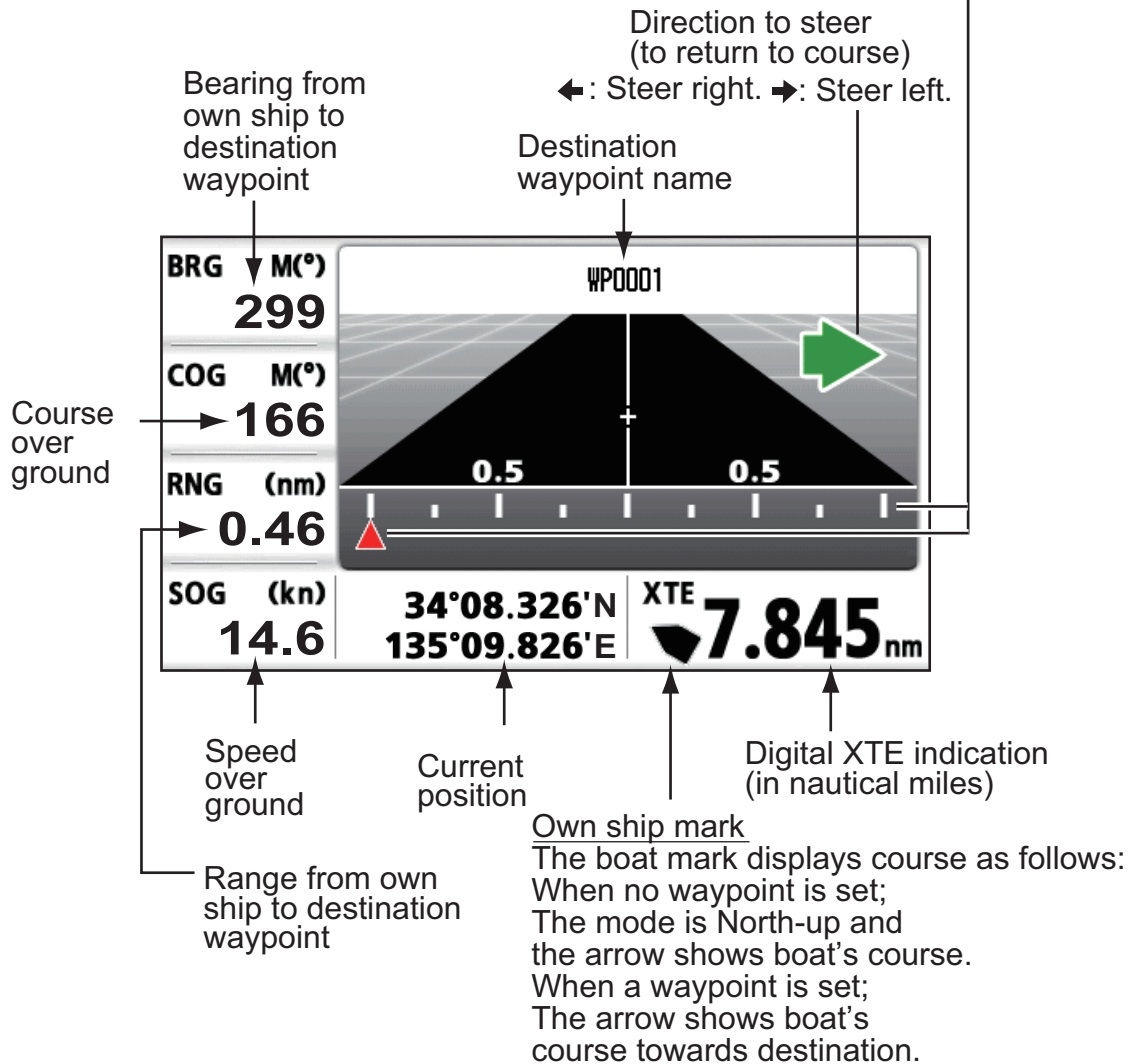 Direction to steer
(to return to course)
← : Steer right. → : Steer left.
Bearing from
own ship to
destination
waypoint
Destination
waypoint name
BRG M(°)
299
WP0001
COG M(°)
166
Course
over
ground
RNG (nm)
0.46
0.5 0.5
SOG (kn)
14.6
34°08.326'N
135°09.826'E
XTE
7.845nm
Speed
over
ground
Current
position
Digital XTE indication
(in nautical miles)
Range from own
ship to destination
waypoint
Own ship mark
The boat mark displays course as follows:
When no waypoint is set;
The mode is North-up and
the arrow shows boat's course.
When a waypoint is set;
The arrow shows boat's
course towards destination.